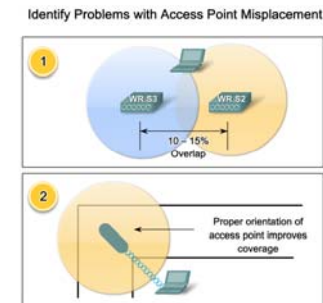 Identify Problems with Access Point Misplacement
1
WR.S3
WR.S2
10 – 15%
Overlap
2
Proper orientation of
access point improves
coverage